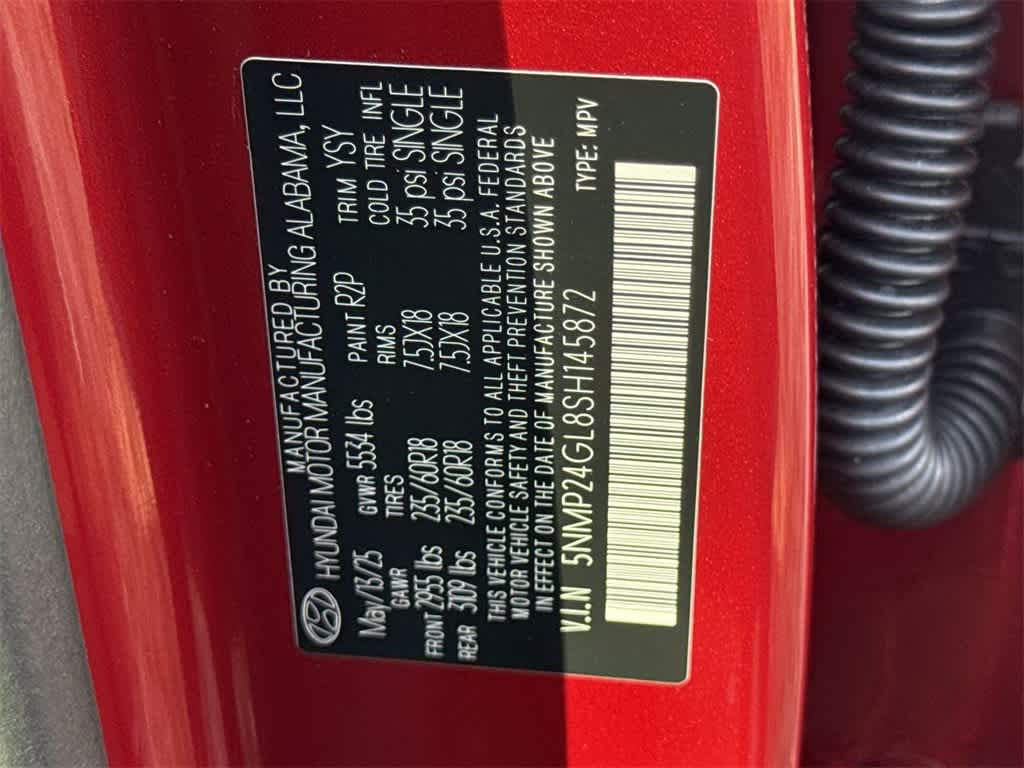 MANUFACTURED BY
HYUNDAI MOTOR MANUFACTURING ALABAMA, LLC
May/13/25 GVWR 5534 lbs PAINT R2P TRIM YSY
GAWR TIRES RIMS COLD TIRE INFL
FRONT 2955 lbs 235/60R18 7.5JX18 35 psi SINGLE
REAR 3109 lbs 235/60R18 7.5JX18 35 psi SINGLE
THIS VEHICLE CONFORMS TO ALL APPLICABLE U.S.A. FEDERAL
MOTOR VEHICLE SAFETY AND THEFT PREVENTION STANDARDS
IN EFFECT ON THE DATE OF MANUFACTURE SHOWN ABOVE
V.I.N 5NMP24GL8SH145872 TYPE: MPV